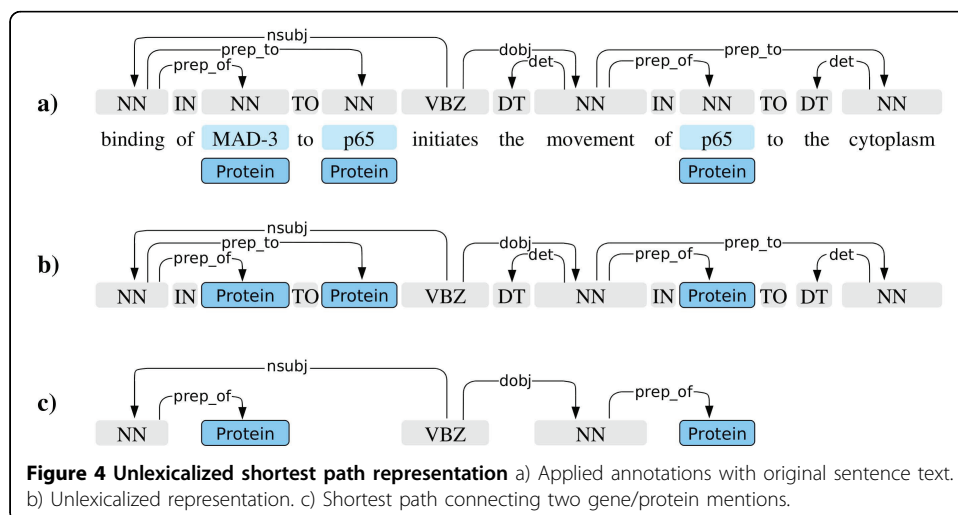 nsubj
prep_to dobj prep_to
prep_of det prep_of det
a) NN IN NN TO NN VBZ DT NN IN NN TO DT NN
binding of MAD-3 to p65 initiates the movement of p65 to the cytoplasm
Protein Protein Protein
nsubj
prep_to dobj prep_to
prep_of det prep_of det
b) NN IN Protein TO Protein VBZ DT NN IN Protein TO DT NN
nsubj
prep_of dobj prep_of
c) NN Protein VBZ NN Protein
Figure 4 Unlexicalized shortest path representation a) Applied annotations with original sentence text.
b) Unlexicalized representation. c) Shortest path connecting two gene/protein mentions.